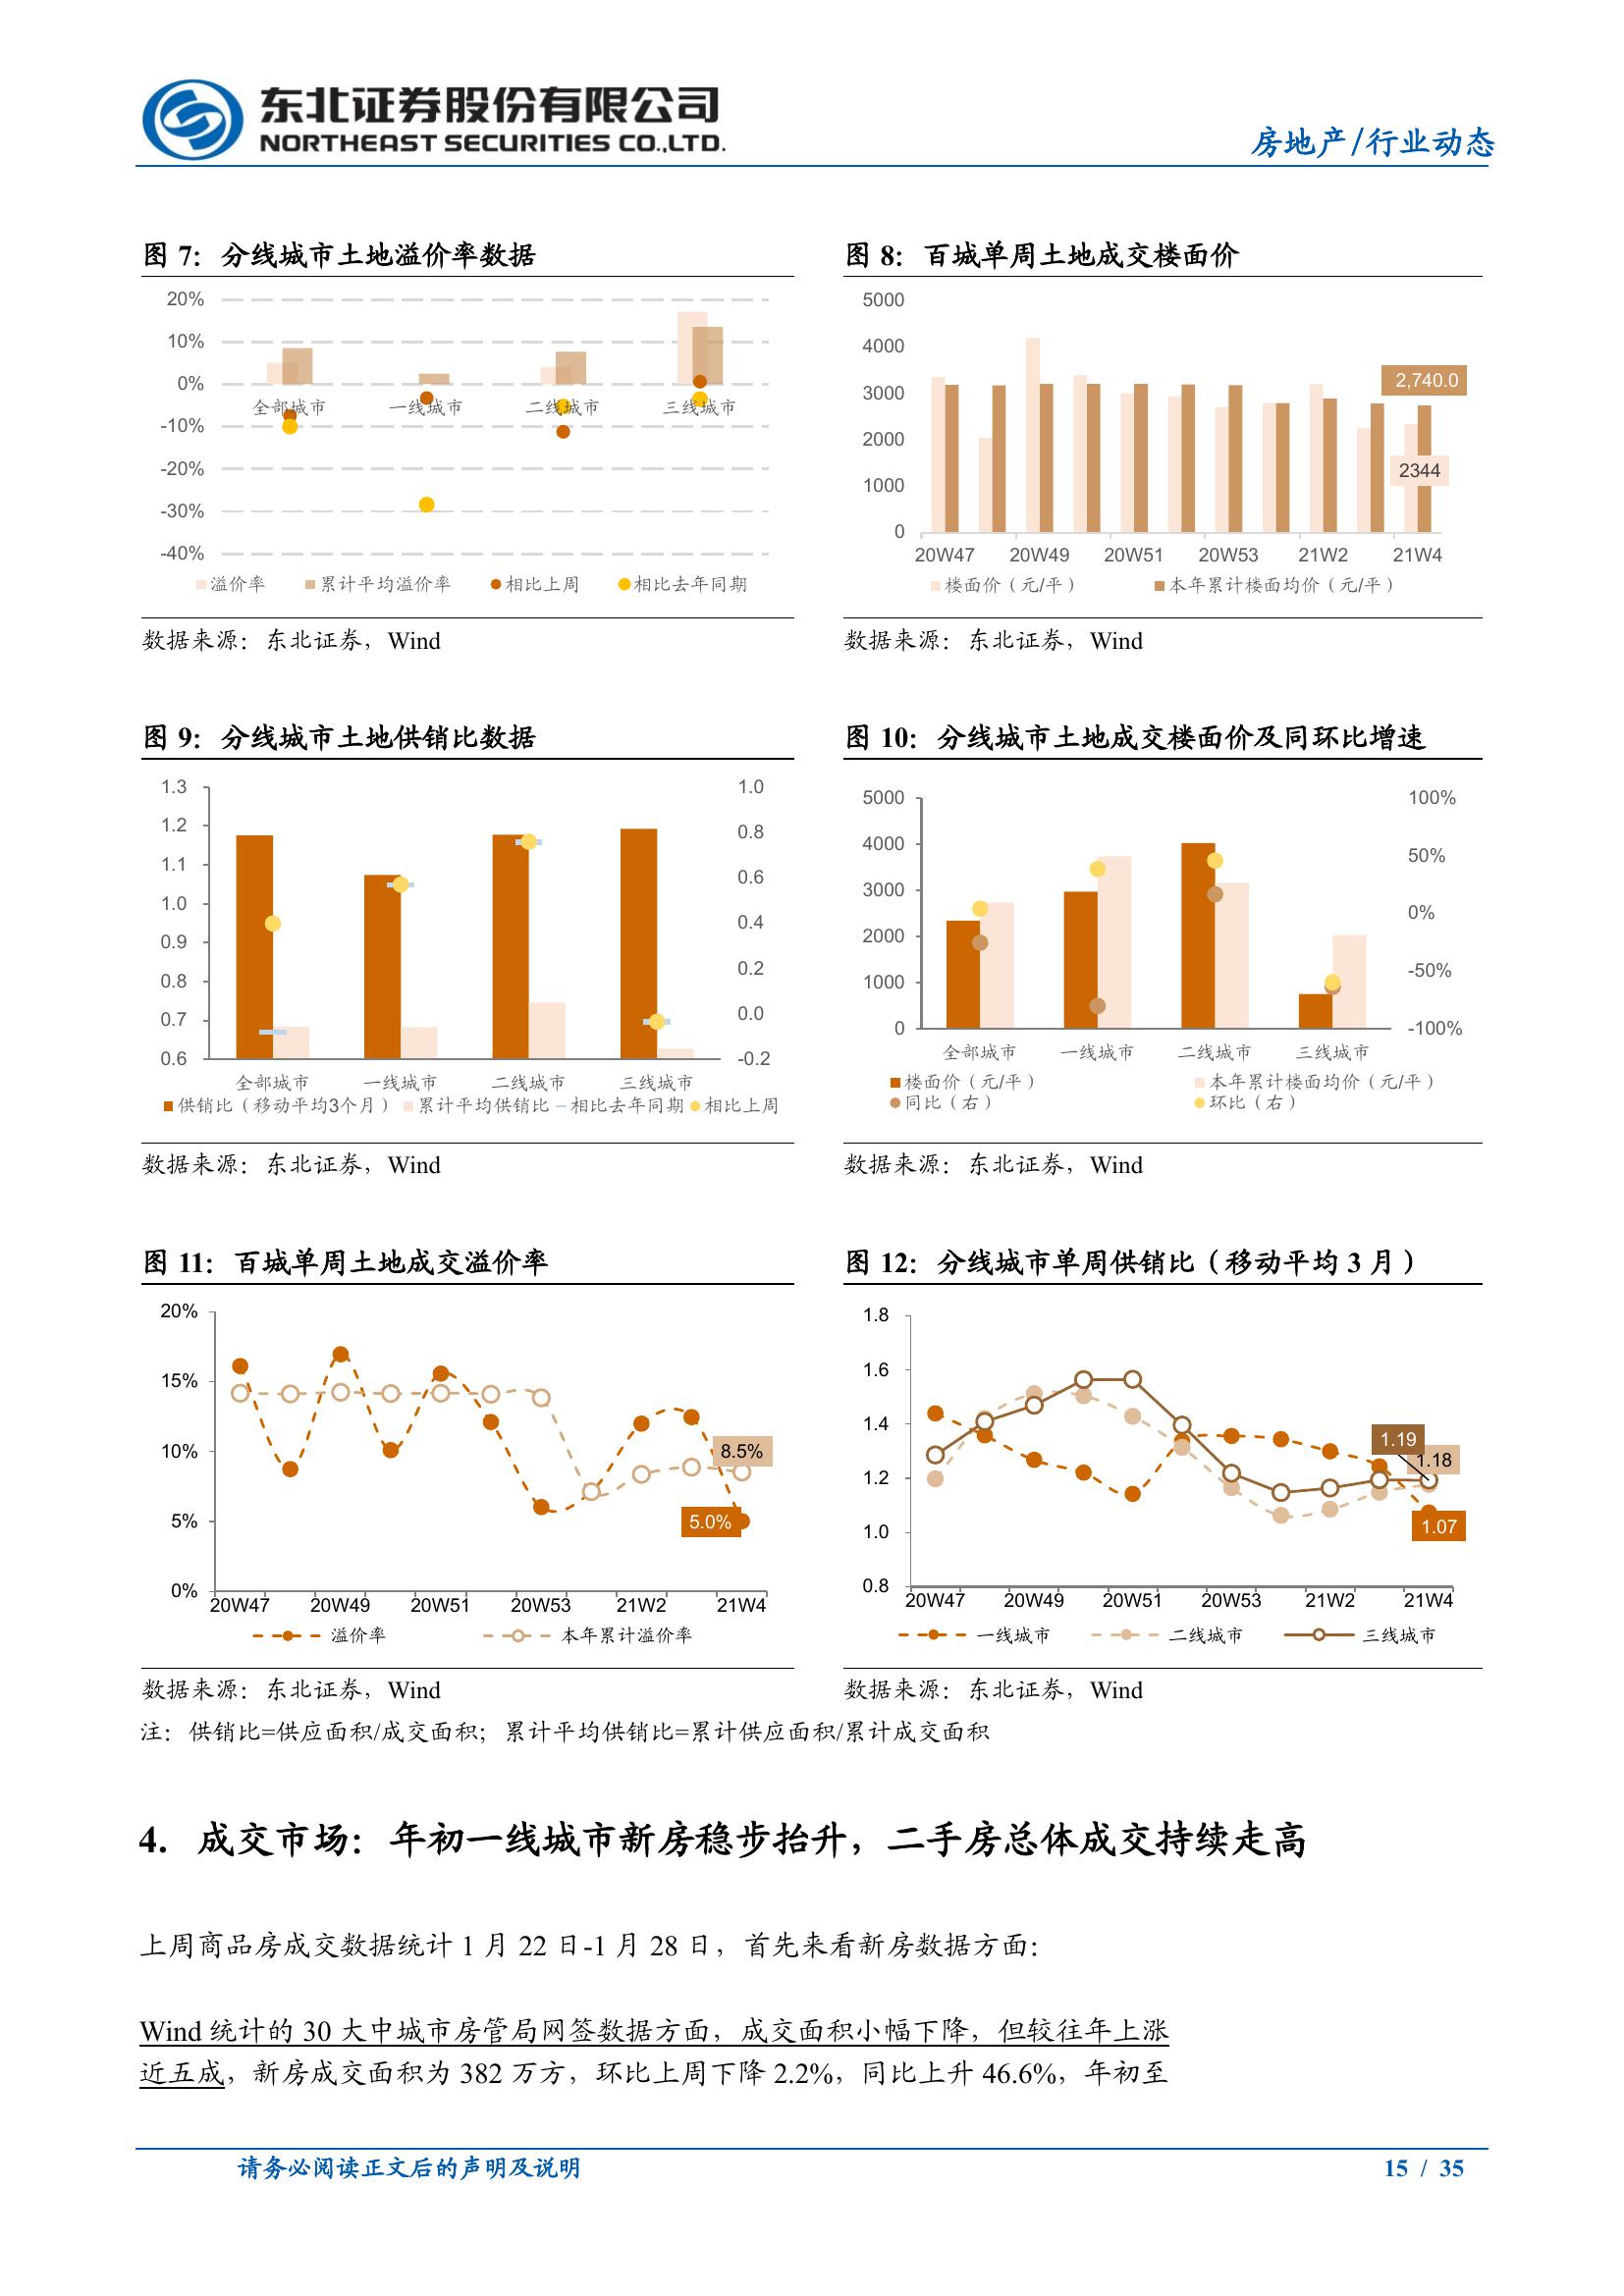 东北证券股份有限公司
NORTHEAST SECURITIES CO.,LTD.
房地产/行业动态
图 7：分线城市土地溢价率数据
20%
10%
0%
-10%
-20%
-30%
-40%
全部城市 一线城市 二线城市 三线城市
溢价率 累计平均溢价率 相比上周 相比去年同期
数据来源：东北证券，Wind
图 8：百城单周土地成交楼面价
5000
4000
3000
2000
1000
0
2,740.0
2344
20W47 20W49 20W51 20W53 21W2 21W4
楼面价（元/平） 本年累计楼面均价（元/平）
数据来源：东北证券，Wind
图 9：分线城市土地供销比数据
1.3
1.2
1.1
1.0
0.9
0.8
0.7
0.6
1.0
0.8
0.6
0.4
0.2
0.0
-0.2
全部城市 一线城市 二线城市 三线城市
供销比（移动平均3个月） 累计平均供销比 相比去年同期 相比上周
数据来源：东北证券，Wind
图 10：分线城市土地成交楼面价及同环比增速
5000
4000
3000
2000
1000
0
100%
50%
0%
-50%
-100%
全部城市 一线城市 二线城市 三线城市
楼面价（元/平） 本年累计楼面均价（元/平）
同比（右） 环比（右）
数据来源：东北证券，Wind
图 11：百城单周土地成交溢价率
20%
15%
10%
5%
0%
8.5%
5.0%
20W47 20W49 20W51 20W53 21W2 21W4
溢价率 本年累计溢价率
数据来源：东北证券，Wind
图 12：分线城市单周供销比（移动平均 3 月）
1.8
1.6
1.4
1.2
1.0
0.8
1.19
1.18
1.07
20W47 20W49 20W51 20W53 21W2 21W4
一线城市 二线城市 三线城市
数据来源：东北证券，Wind
注：供销比=供应面积/成交面积；累计平均供销比=累计供应面积/累计成交面积
4. 成交市场：年初一线城市新房稳步抬升，二手房总体成交持续走高
上周商品房成交数据统计 1 月 22 日-1 月 28 日，首先来看新房数据方面：
Wind 统计的 30 大中城市房管局网签数据方面，成交面积小幅下降，但较往年上涨
近五成，新房成交面积为 382 万方，环比上周下降 2.2%，同比上升 46.6%，年初至
请务必阅读正文后的声明及说明
15 / 35